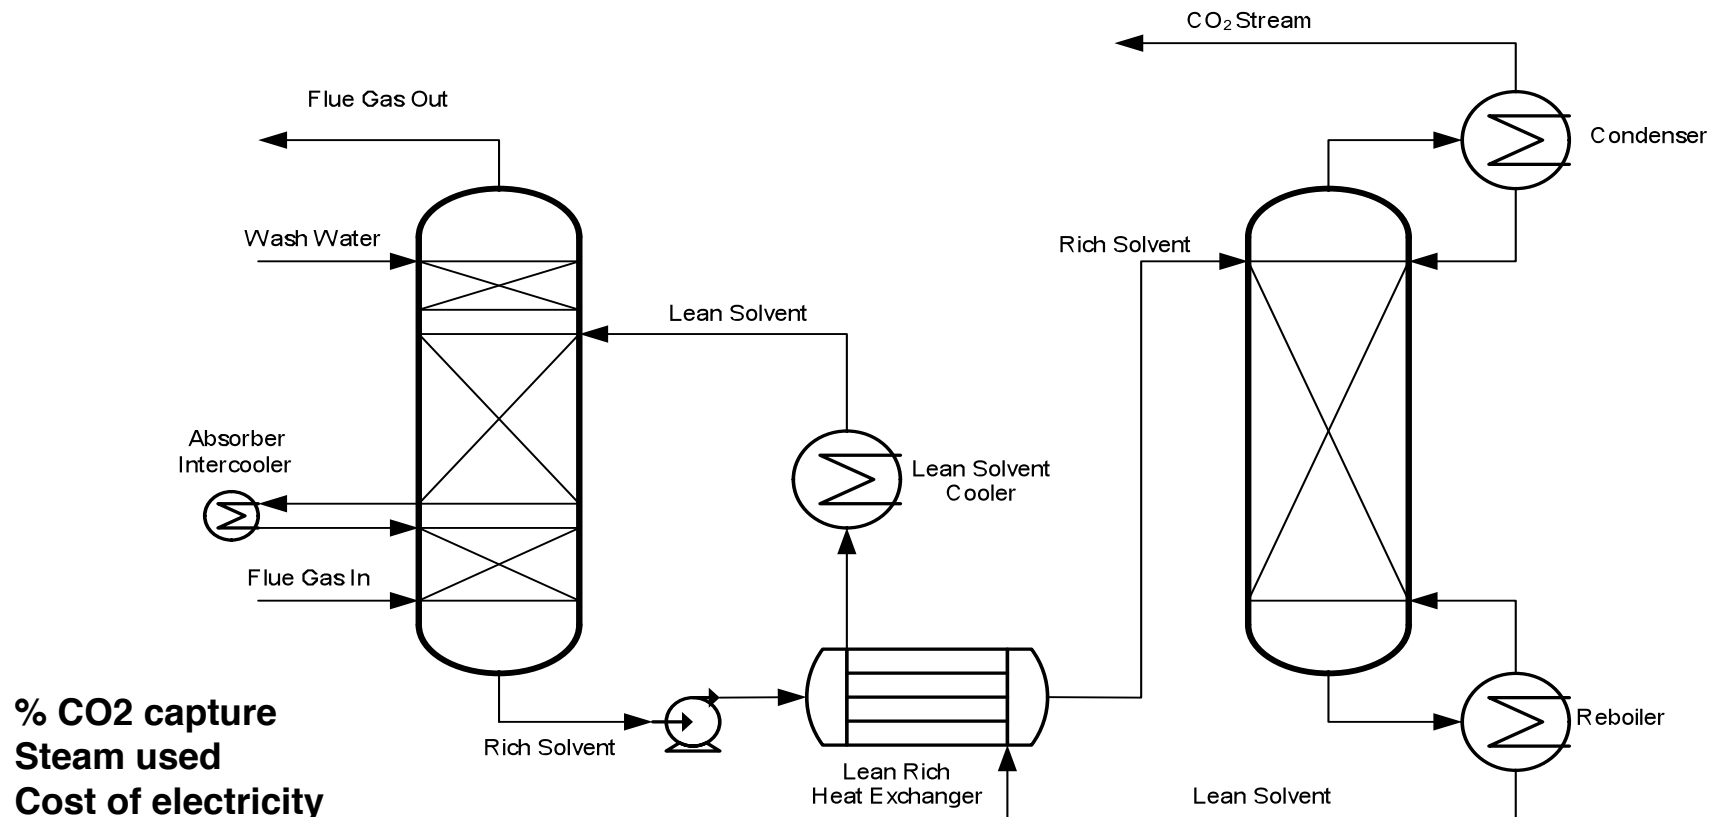 CO₂ Stream
Flue Gas Out
Condenser
Wash Water
Rich Solvent
Lean Solvent
Absorber
Intercooler
Lean Solvent
Cooler
Flue Gas In
% CO2 capture
Steam used
Cost of electricity
Rich Solvent
Lean Rich
Heat Exchanger
Reboiler
Lean Solvent